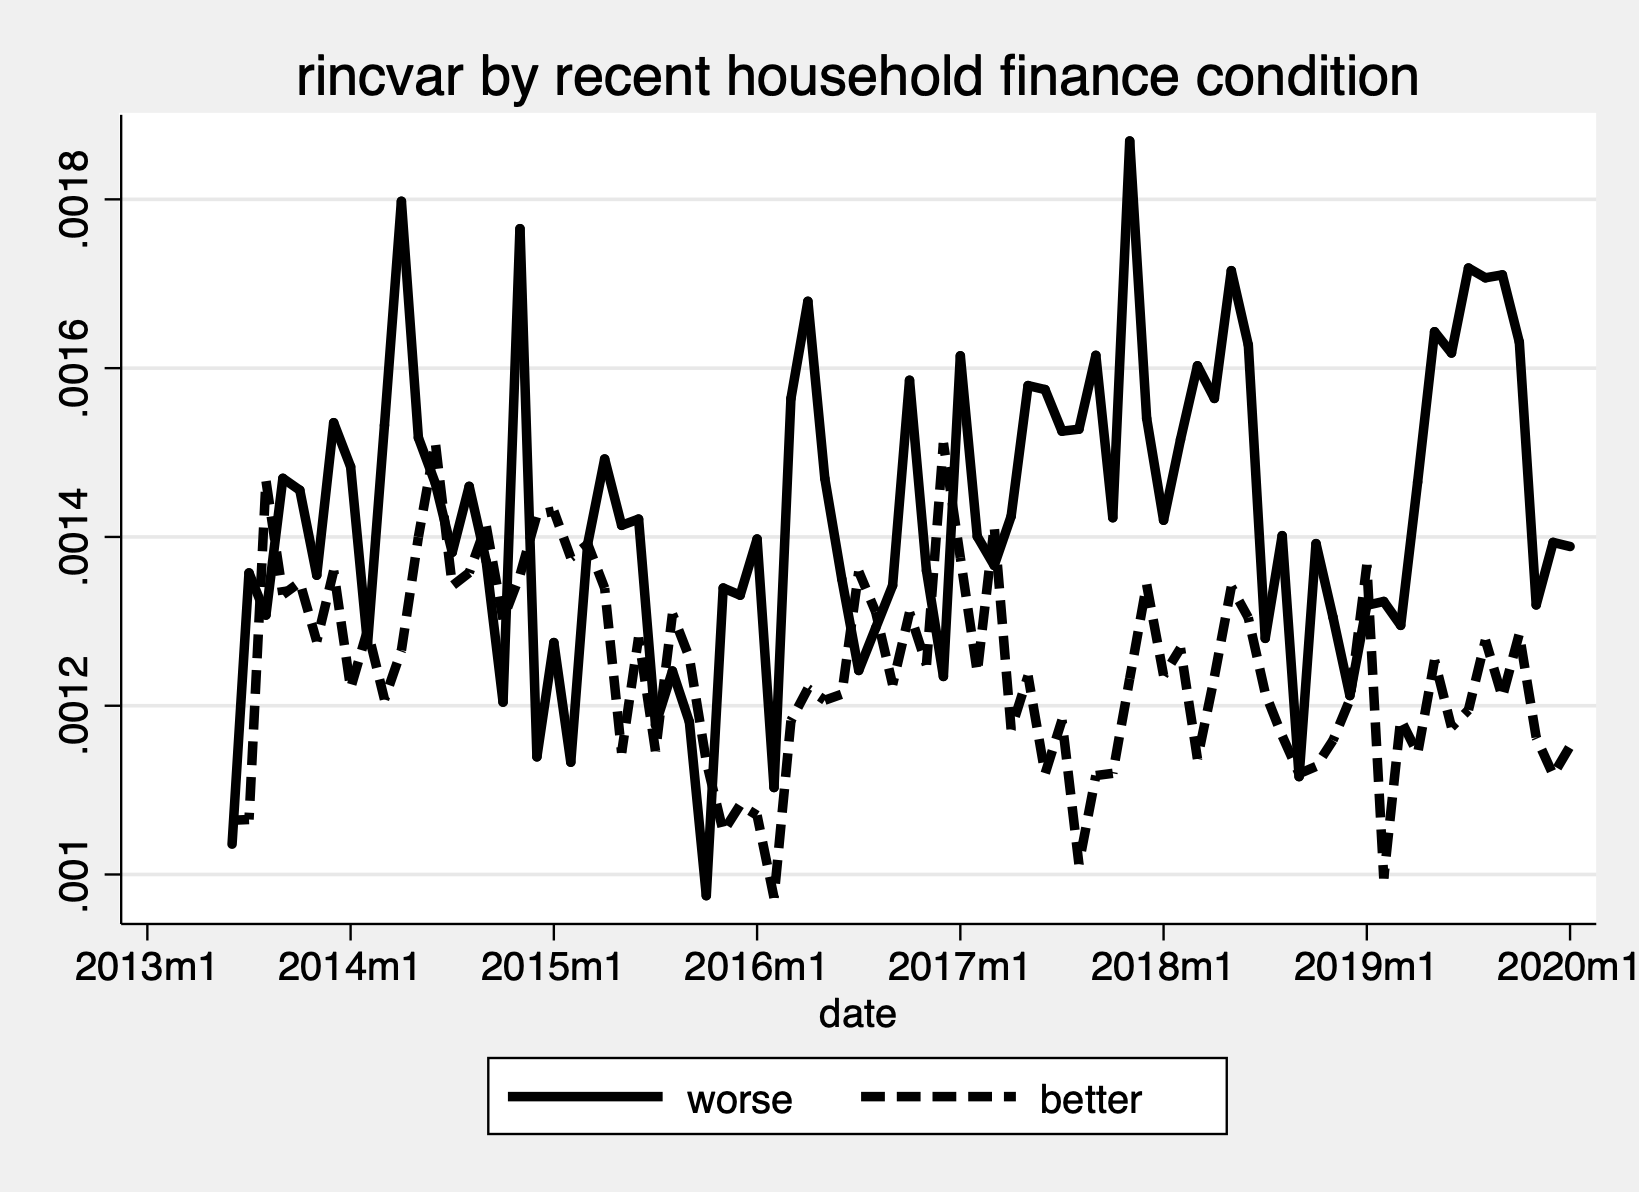 rincvar by recent household finance condition
.0018
.0016
.0014
.0012
.001
2013m1 2014m1 2015m1 2016m1 2017m1 2018m1 2019m1 2020m1
date
worse better